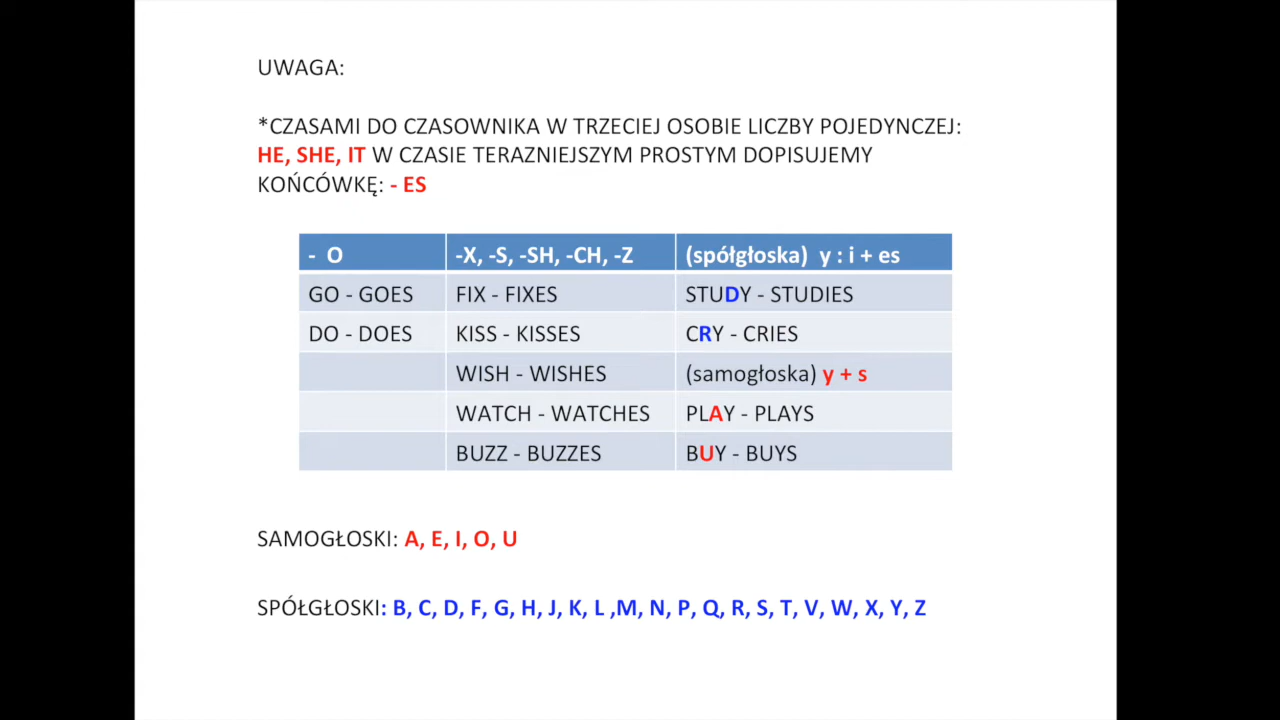 UWAGA:
*CZASAMI DO CZASOWNIKA W TRZECIEJ OSOBIE LICZBY POJEDYNCZEJ:
HE, SHE, IT W CZASIE TERAZNIEJSZYM PROSTYM DOPISUJEMY
KOŃCÓWKĘ: - ES
- O -X, -S, -SH, -CH, -Z (spółgłoska) y : i + es
GO - GOES FIX - FIXES STUDY - STUDIES
DO - DOES KISS - KISSES CRY - CRIES
WISH - WISHES (samogłoska) y + s
WATCH - WATCHES PLAY - PLAYS
BUZZ - BUZZES BUY - BUYS
SAMOGŁOSKI: A, E, I, O, U
SPÓŁGŁOSKI: B, C, D, F, G, H, J, K, L ,M, N, P, Q, R, S, T, V, W, X, Y, Z